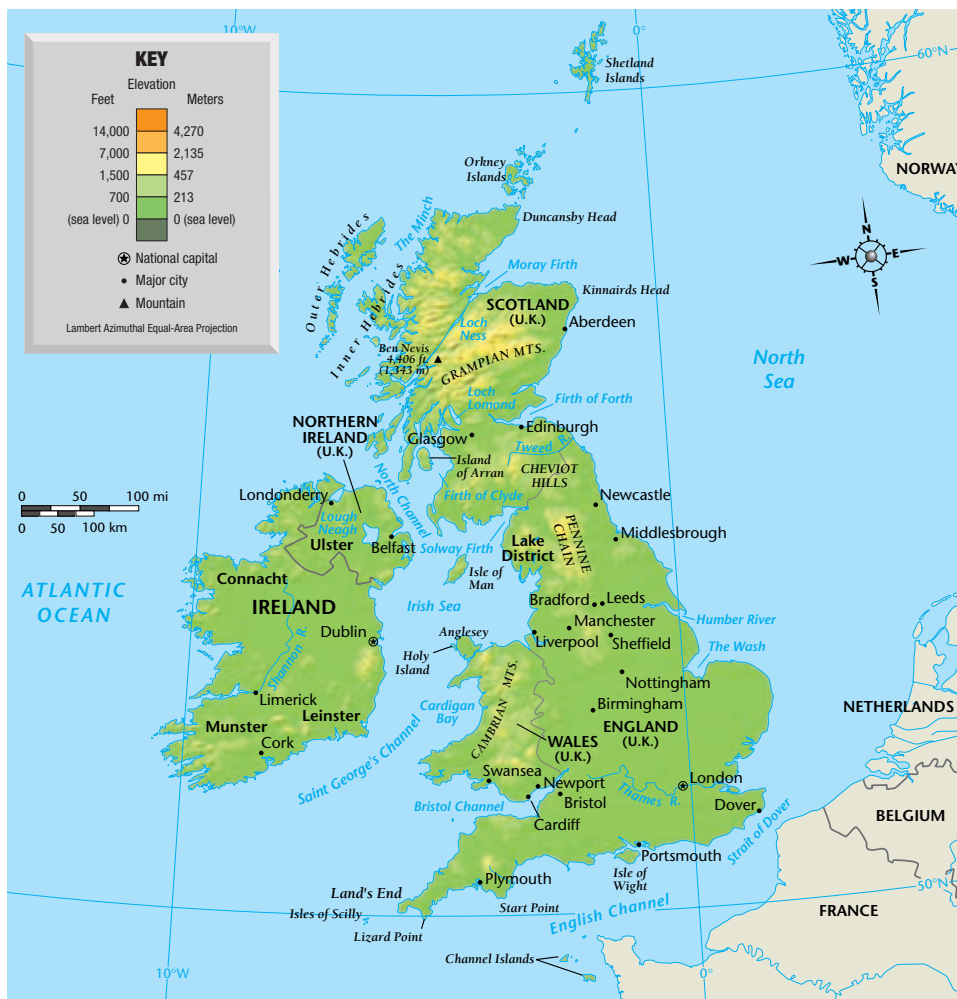 10°W
0°
60°N
KEY
Elevation
Feet Meters
14,000 4,270
7,000 2,135
1,500 457
700 213
(sea level) 0 0 (sea level)
National capital
Major city
Mountain
Lambert Azimuthal Equal-Area Projection
Shetland
Islands
NORWAY
Orkney
Islands
Duncansby Head
The Minch
Outer Hebrides
Inner Hebrides
Moray Firth
Kinnairds Head
N
W E
S
SCOTLAND
(U.K.)
Aberdeen
Loch
Ness
Ben Nevis
4,406 ft.
(1,343 m)
GRAMPIAN MTS.
North
Sea
Loch
Lomond
Firth of Forth
NORTHERN
IRELAND
(U.K.)
Glasgow
Edinburgh
Tweed R.
Island
of Arran
CHEVIOT
HILLS
North Channel
Firth of Clyde
0 50 100 mi
0 50 100 km
Londonderry
Newcastle
Lough
Neagh
Ulster
Belfast
Solway Firth
Lake
District
PENNINE
CHAIN
Middlesbrough
Isle of
Man
Connacht
ATLANTIC
OCEAN
IRELAND
Irish Sea
Bradford
Leeds
Humber River
Manchester
Dublin
Anglesey
Liverpool
Sheffield
The Wash
Holy
Island
Shannon R.
Nottingham
Limerick
Cardigan
Bay
CAMBRIAN MTS.
Birmingham
NETHERLANDS
Munster
Leinster
ENGLAND
(U.K.)
WALES
(U.K.)
Cork
Saint George's Channel
Swansea
Newport
Thames R.
London
Bristol Channel
Bristol
Dover
Cardiff
Strait of Dover
BELGIUM
Portsmouth
Isle of
Wight
Plymouth
Land's End
Start Point
Isles of Scilly
English Channel
50°N
Lizard Point
FRANCE
Channel Islands
10°W
0°